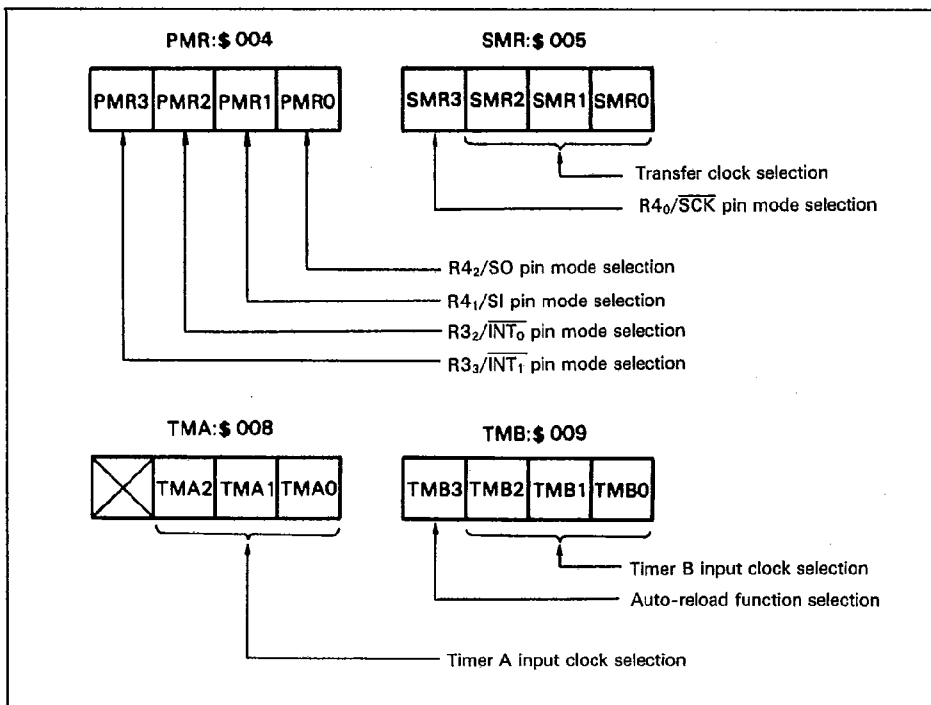 PMR:$ 004
SMR:$ 005
PMR3 PMR2 PMR1 PMR0
SMR3 SMR2 SMR1 SMR0
Transfer clock selection
R4₀/S̅C̅K̅ pin mode selection
R4₂/SO pin mode selection
R4₁/SI pin mode selection
R3₂/I̅N̅T̅₀̅ pin mode selection
R3₃/I̅N̅T̅₁̅ pin mode selection
TMA:$ 008
TMB:$ 009
TMA2 TMA1 TMA0
TMB3 TMB2 TMB1 TMB0
Timer B input clock selection
Auto-reload function selection
Timer A input clock selection